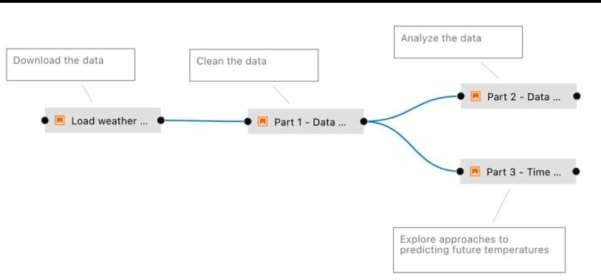 Analyze the data
Download the data
Clean the data
Part 2 - Data ...
Load weather ...
Part 1 - Data ...
Part 3 - Time ...
Explore approaches to
predicting future temperatures